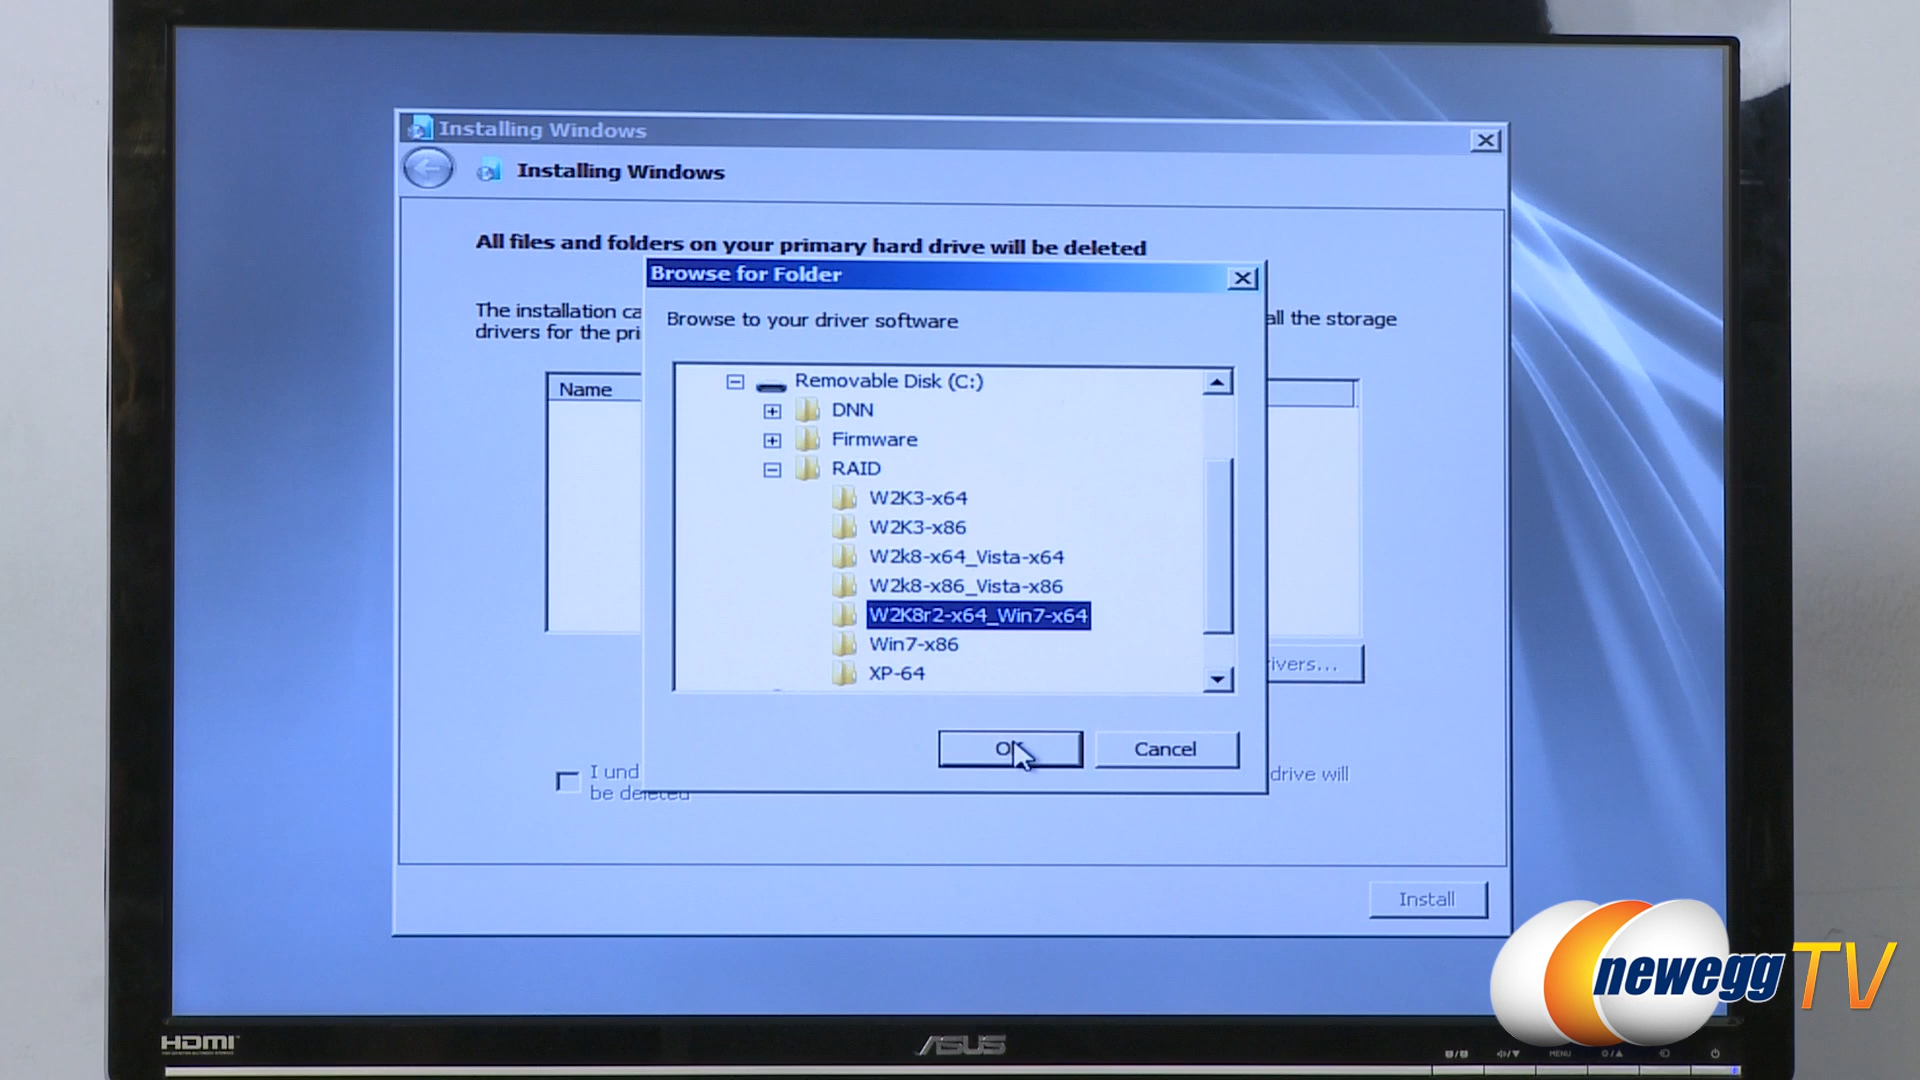 Installing Windows
Installing Windows
All files and folders on your primary hard drive will be deleted
Browse for Folder
The installation ca
all the storage
drivers for the pri
Browse to your driver software
Name
Removable Disk (C:)
DNN
Firmware
RAID
W2K3-x64
W2K3-x86
W2k8-x64_Vista-x64
W2k8-x86_Vista-x86
W2K8r2-x64_Win7-x64
Win7-x86
XP-64
ivers...
Cancel
I und
drive will
be deleted
Install
newegg TV
HDMI
ASUS
MENU